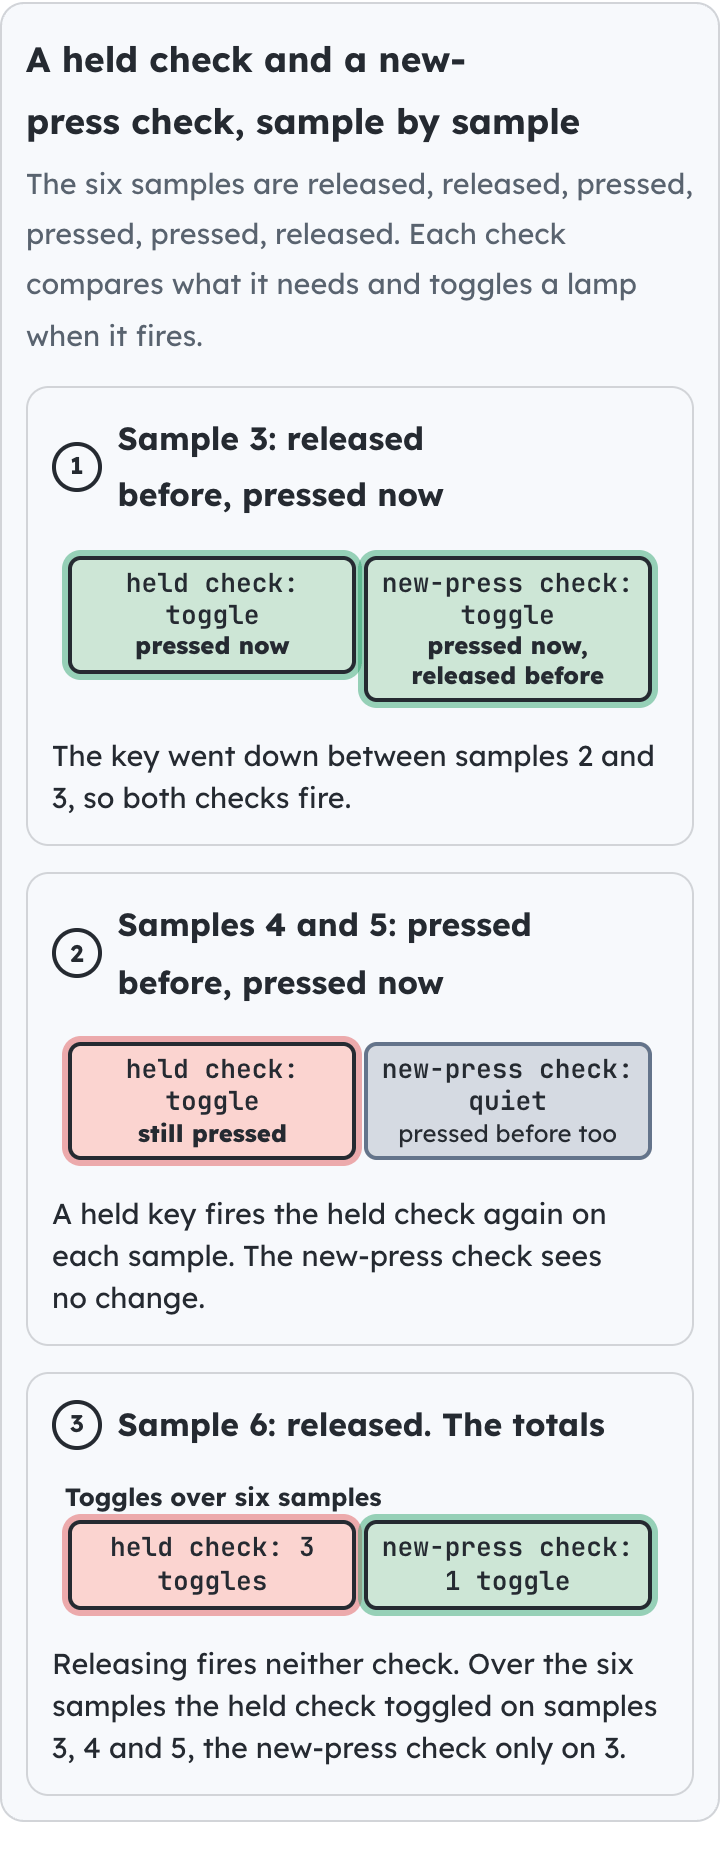 A held check and a new-
press check, sample by sample
The six samples are released, released, pressed,
pressed, pressed, released. Each check
compares what it needs and toggles a lamp
when it fires.
1
Sample 3: released
before, pressed now
held check:
toggle
pressed now
new-press check:
toggle
pressed now,
released before
The key went down between samples 2 and
3, so both checks fire.
2
Samples 4 and 5: pressed
before, pressed now
held check:
toggle
still pressed
new-press check:
quiet
pressed before too
A held key fires the held check again on
each sample. The new-press check sees
no change.
3
Sample 6: released. The totals
Toggles over six samples
held check: 3
toggles
new-press check:
1 toggle
Releasing fires neither check. Over the six
samples the held check toggled on samples
3, 4 and 5, the new-press check only on 3.